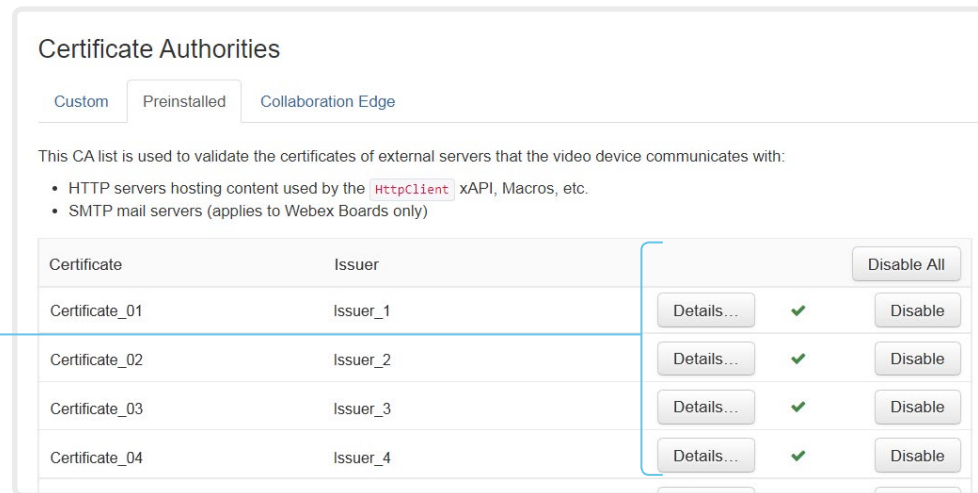 Certificate Authorities
Custom Preinstalled Collaboration Edge
This CA list is used to validate the certificates of external servers that the video device communicates with:
• HTTP servers hosting content used by the HttpClient xAPI, Macros, etc.
• SMTP mail servers (applies to Webex Boards only)
Certificate Issuer Disable All
Certificate_01 Issuer_1 Details... Disable
Certificate_02 Issuer_2 Details... Disable
Certificate_03 Issuer_3 Details... Disable
Certificate_04 Issuer_4 Details... Disable